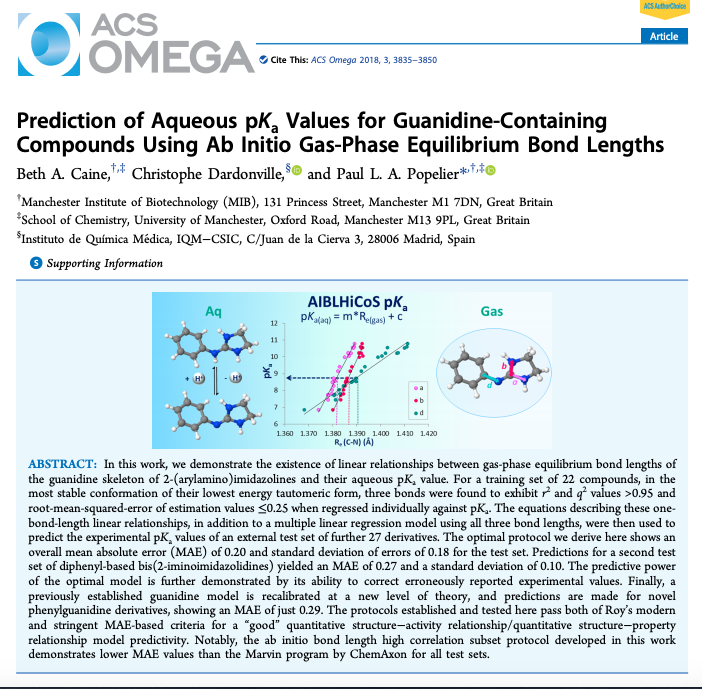 ACS AuthorChoice
Article
ACS
OMEGA
Cite This: ACS Omega 2018, 3, 3835−3850
Prediction of Aqueous pKa Values for Guanidine-Containing
Compounds Using Ab Initio Gas-Phase Equilibrium Bond Lengths
Beth A. Caine,†,‡ Christophe Dardonville,§ and Paul L. A. Popelier*,†,‡
†Manchester Institute of Biotechnology (MIB), 131 Princess Street, Manchester M1 7DN, Great Britain
‡School of Chemistry, University of Manchester, Oxford Road, Manchester M13 9PL, Great Britain
§Instituto de Química Médica, IQM−CSIC, C/Juan de la Cierva 3, 28006 Madrid, Spain
S Supporting Information
Aq
AIBLHiCoS pKa
Gas
pKa(aq) = m*Re(gas) + c
12
11
10
9
8
7
6
pKa
+ H+ - H+
a
b
d
b
a
d
1.360 1.370 1.380 1.390 1.400 1.410 1.420
Re (C-N) (Å)
ABSTRACT: In this work, we demonstrate the existence of linear relationships between gas-phase equilibrium bond lengths of
the guanidine skeleton of 2-(arylamino)imidazolines and their aqueous pKa value. For a training set of 22 compounds, in the
most stable conformation of their lowest energy tautomeric form, three bonds were found to exhibit r2 and q2 values >0.95 and
root-mean-squared-error of estimation values ≤0.25 when regressed individually against pKa. The equations describing these one-
bond-length linear relationships, in addition to a multiple linear regression model using all three bond lengths, were then used to
predict the experimental pKa values of an external test set of further 27 derivatives. The optimal protocol we derive here shows an
overall mean absolute error (MAE) of 0.20 and standard deviation of errors of 0.18 for the test set. Predictions for a second test
set of diphenyl-based bis(2-iminoimidazolidines) yielded an MAE of 0.27 and a standard deviation of 0.10. The predictive power
of the optimal model is further demonstrated by its ability to correct erroneously reported experimental values. Finally, a
previously established guanidine model is recalibrated at a new level of theory, and predictions are made for novel
phenylguanidine derivatives, showing an MAE of just 0.29. The protocols established and tested here pass both of Roy's modern
and stringent MAE-based criteria for a "good" quantitative structure−activity relationship/quantitative structure−property
relationship model predictivity. Notably, the ab initio bond length high correlation subset protocol developed in this work
demonstrates lower MAE values than the Marvin program by ChemAxon for all test sets.